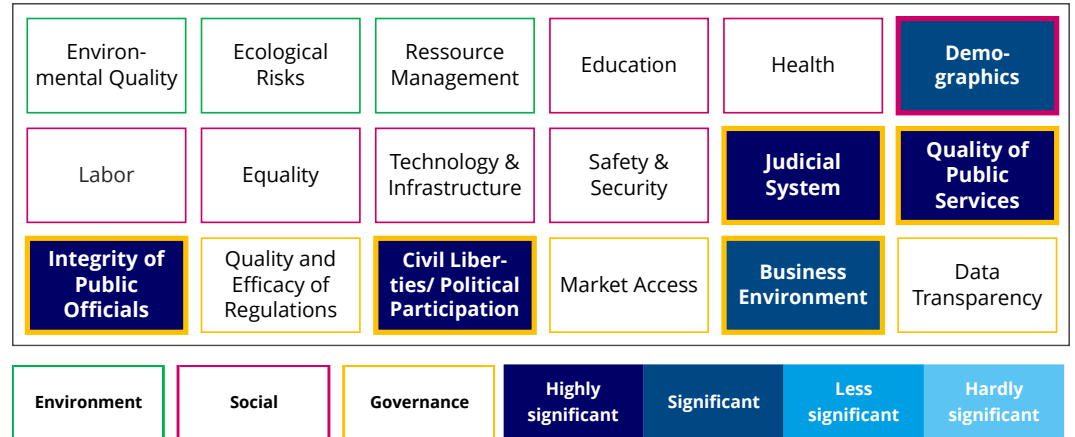 Environ-
mental Quality
Ecological
Risks
Ressource
Management
Education
Health
Demo-
graphics
Labor
Equality
Technology &
Infrastructure
Safety &
Security
Judicial
System
Quality of
Public
Services
Integrity of
Public
Officials
Quality and
Efficacy of
Regulations
Civil Liber-
ties/ Political
Participation
Market Access
Business
Environment
Data
Transparency
Environment
Social
Governance
Highly
significant
Significant
Less
significant
Hardly
significant